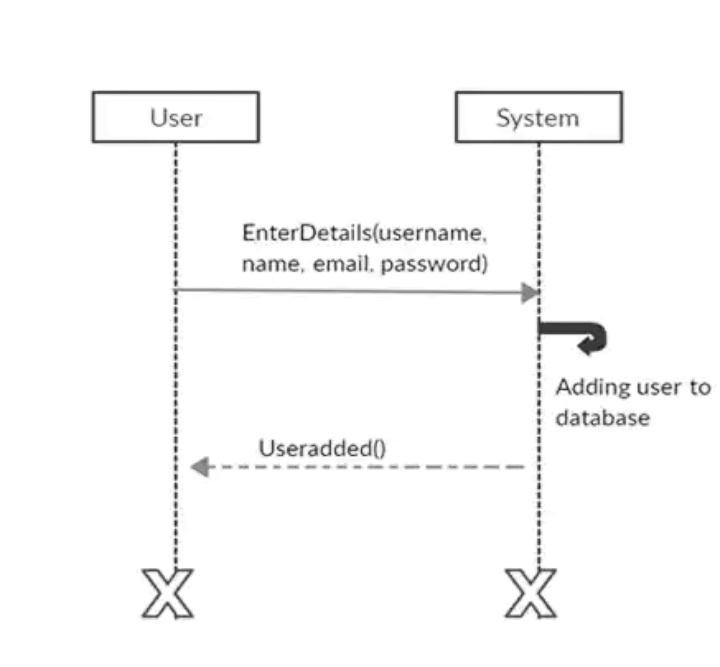 User
System
EnterDetails(username,
name, email, password)
Adding user to
database
Useradded()